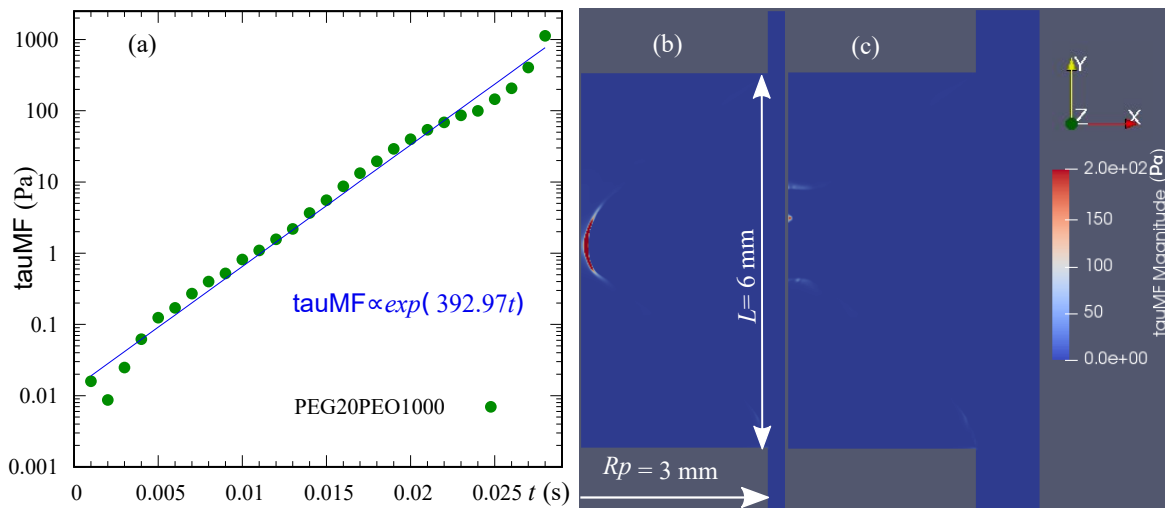 (a)
1000
100
10
1
0.1
0.01
0.001
tauMF (Pa)
tauMF∝exp( 392.97t)
PEG20PEO1000
0
0.005
0.01
0.015
0.02
0.025
t (s)
(b)
(c)
L= 6 mm
Rp = 3 mm
Y
Z
X
2.0e+02
150
100
50
0.0e+00
tauMF Magnitude (Pa)